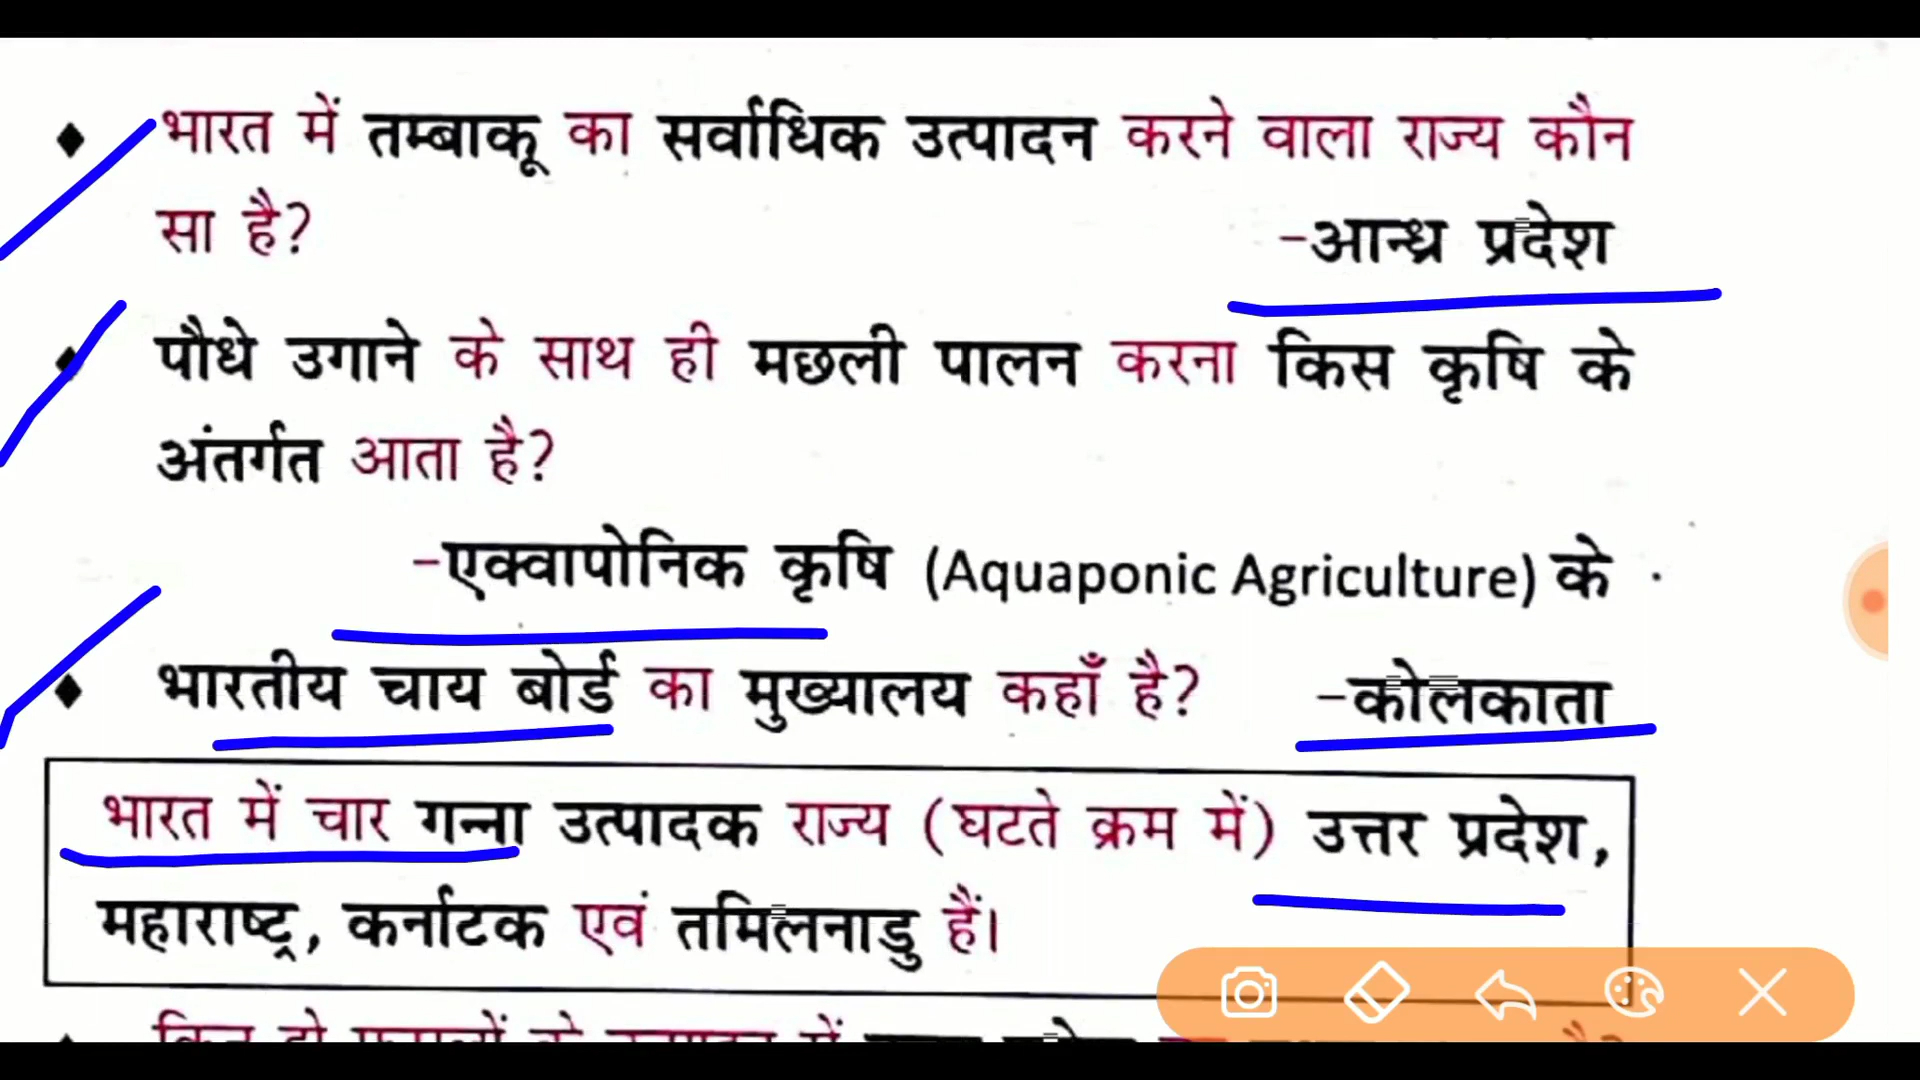 भारत में तम्बाकू का सर्वाधिक उत्पादन करने वाला राज्य कौन
सा है? -आन्ध्र प्रदेश
पौधे उगाने के साथ ही मछली पालन करना किस कृषि के
अंतर्गत आता है?
-एक्वापोनिक कृषि (Aquaponic Agriculture) के
भारतीय चाय बोर्ड का मुख्यालय कहाँ है? -कोलकाता
भारत में चार गन्ना उत्पादक राज्य (घटते क्रम में) उत्तर प्रदेश,
महाराष्ट्र, कर्नाटक एवं तमिलनाडु हैं।